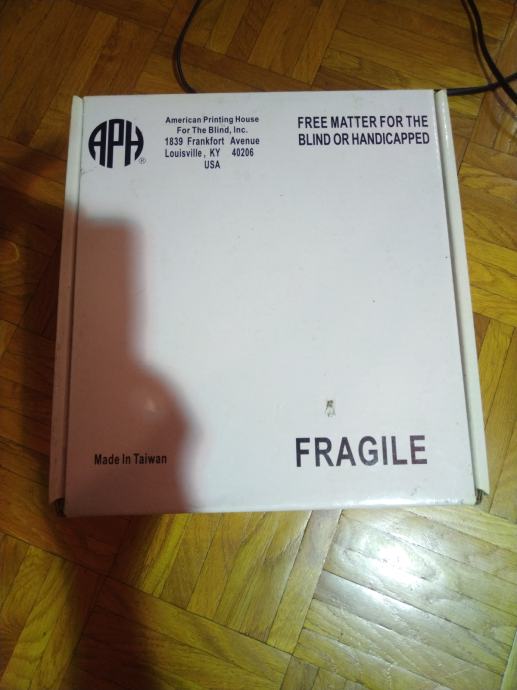 APH®
American Printing House
For The Blind, Inc.
1839 Frankfort Avenue
Louisville, KY 40206
USA
FREE MATTER FOR THE
BLIND OR HANDICAPPED
Made In Taiwan
FRAGILE